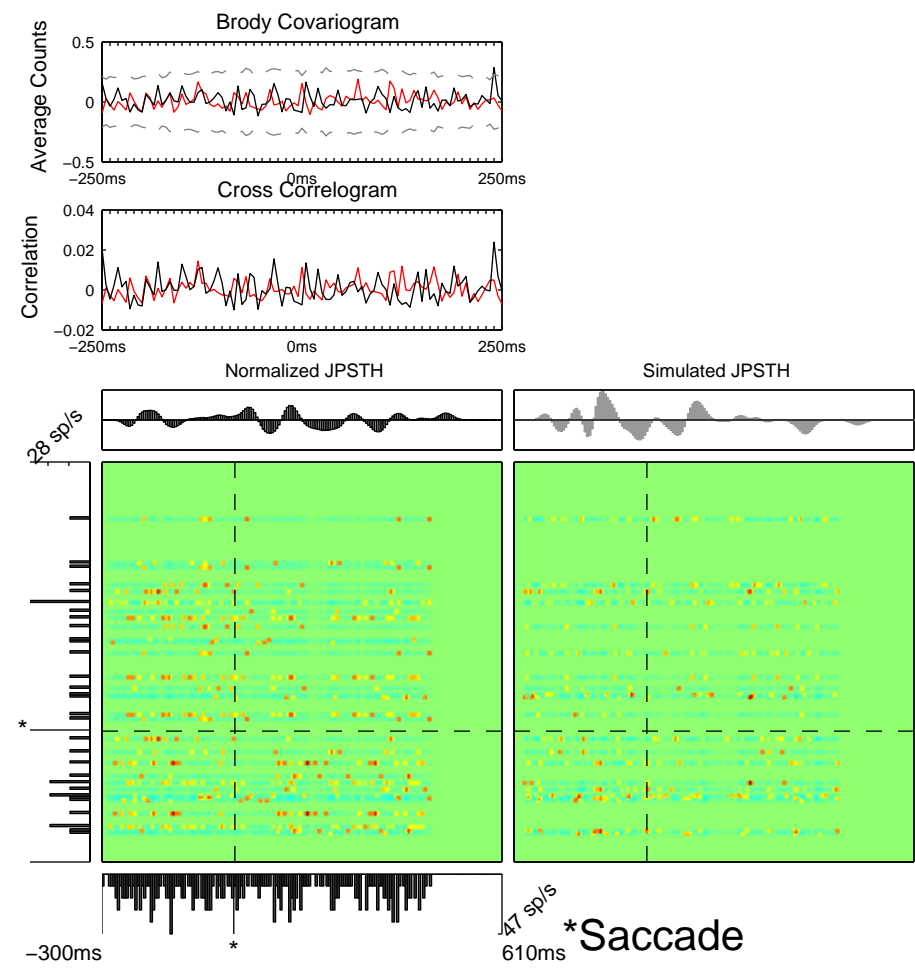 Brody Covariogram
Average Counts
0.5
0
−0.5
−250ms
0ms
250ms
Cross Correlogram
Correlation
0.04
0.02
0
−0.02
−250ms
0ms
250ms
Normalized JPSTH
Simulated JPSTH
28 sp/s
*
*
47 sp/s
−300ms
610ms
*Saccade